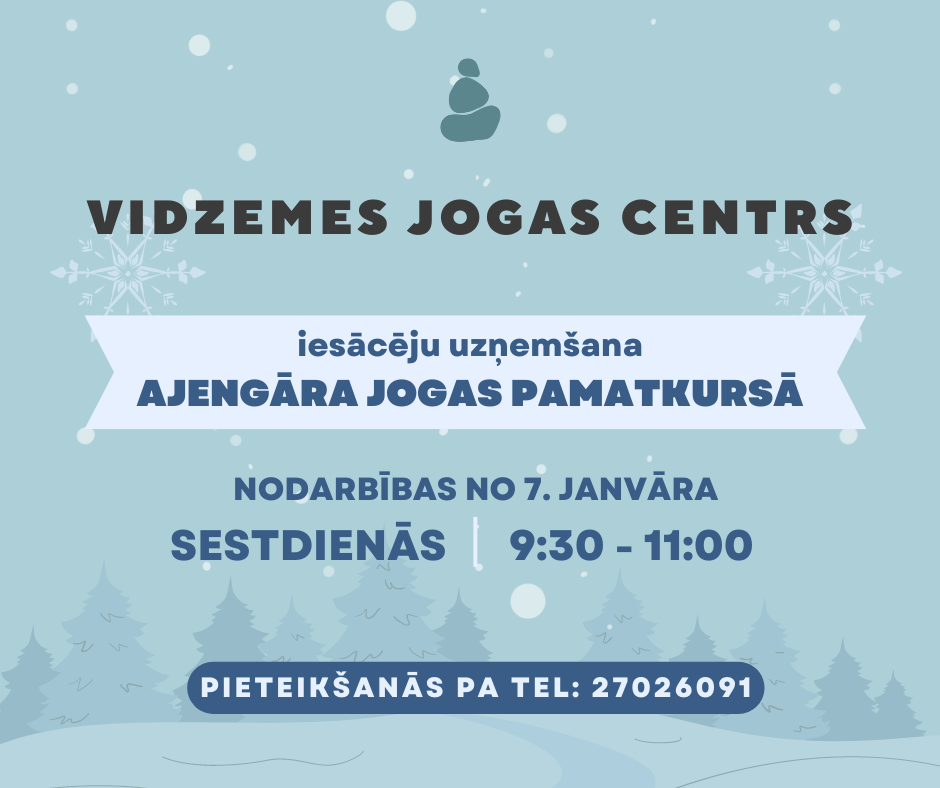 VIDZEMES JOGAS CENTRS
iesācēju uzņemšana
AJENGĀRA JOGAS PAMATKURSĀ
NODARBĪBAS NO 7. JANVĀRA
SESTDIENĀS | 9:30 - 11:00
PIETEIKŠANĀS PA TEL: 27026091